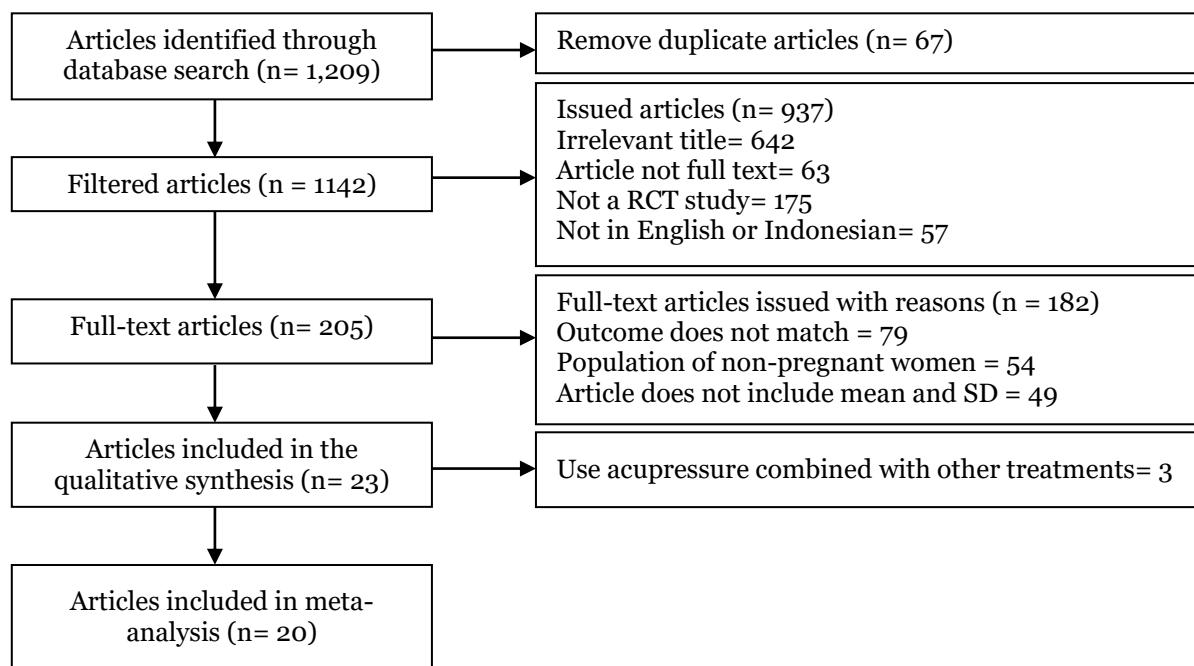 Articles identified through
database search (n= 1,209)
Remove duplicate articles (n= 67)
Filtered articles (n = 1142)
Issued articles (n= 937)
Irrelevant title= 642
Article not full text= 63
Not a RCT study= 175
Not in English or Indonesian= 57
Full-text articles (n= 205)
Full-text articles issued with reasons (n = 182)
Outcome does not match = 79
Population of non-pregnant women = 54
Article does not include mean and SD = 49
Articles included in the
qualitative synthesis (n= 23)
Use acupressure combined with other treatments= 3
Articles included in meta-
analysis (n= 20)